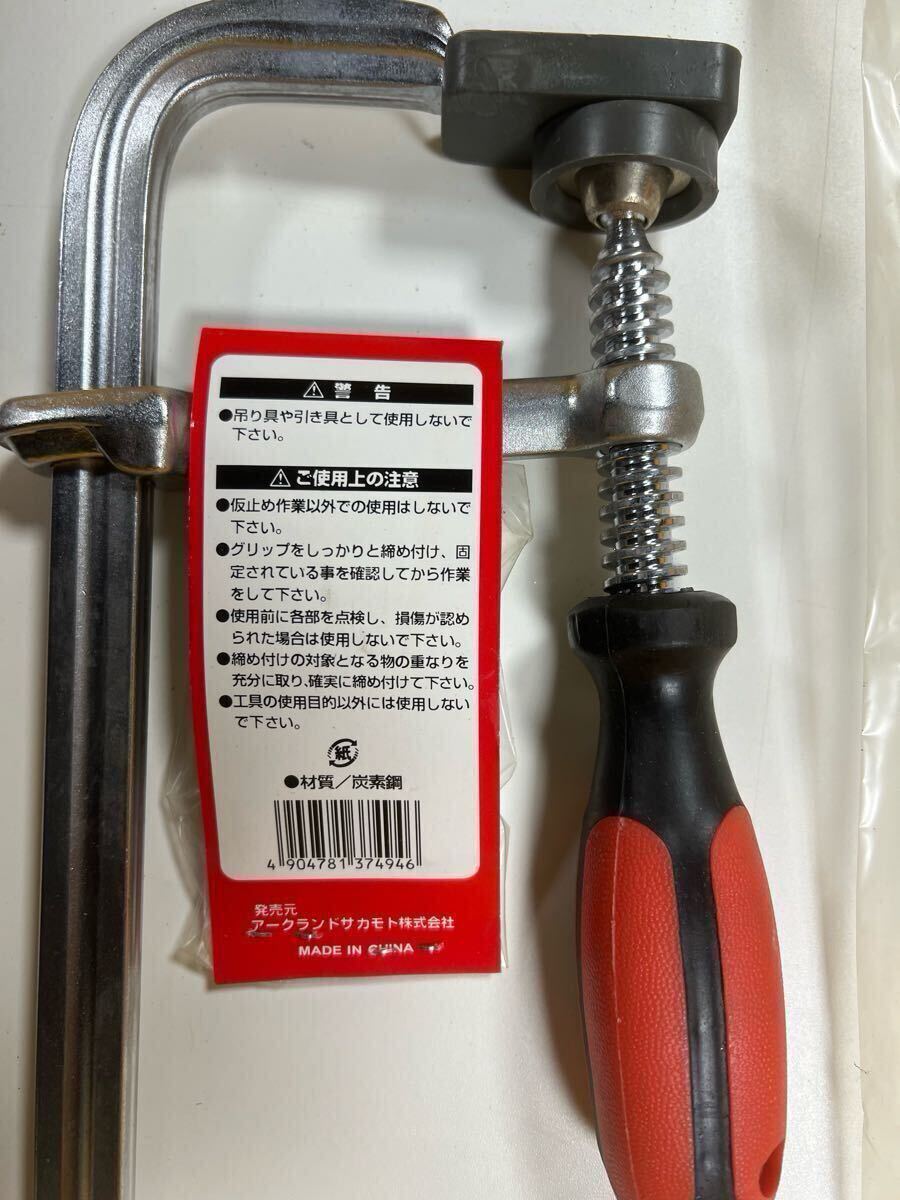 ⚠ 警 告
●吊り具や引き具として使用しないで
下さい。
⚠ ご使用上の注意
●仮止め作業以外での使用はしないで
下さい。
●グリップをしっかりと締め付け、固
定されている事を確認してから作業
をして下さい。
●使用前に各部を点検し、損傷が認め
られた場合は使用しないで下さい。
●締め付けの対象となる物の重なりを
充分に取り、確実に締め付けて下さい。
●工具の使用目的以外には使用しない
で下さい。
紙
●材質／炭素鋼
4 904781 374946
発売元
アークランドサカモト株式会社
MADE IN CHINA